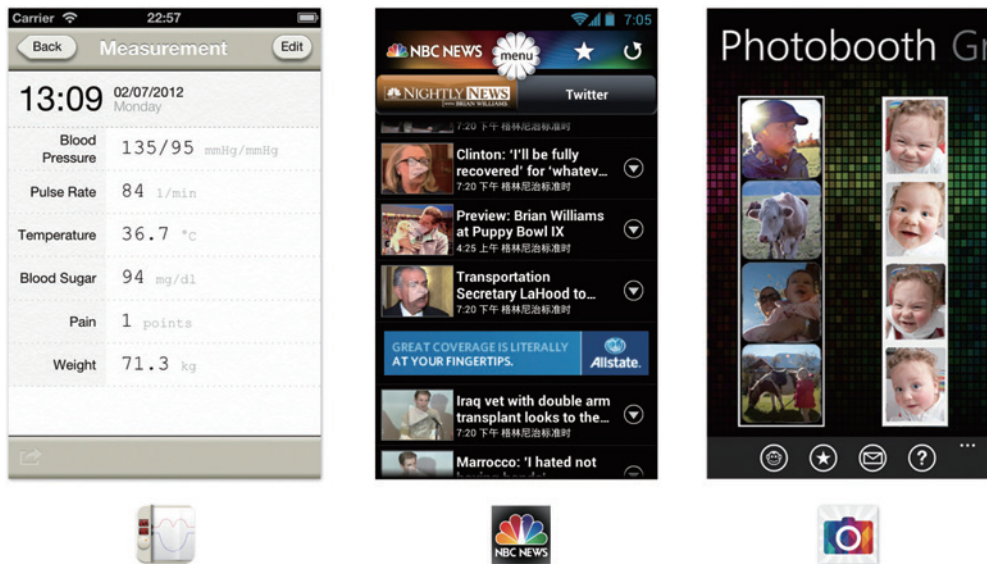 Carrier 22:57
Back Measurement Edit
13:09 02/07/2012
Monday
Blood
Pressure 135/95 mmHg/mmHg
Pulse Rate 84 1/min
Temperature 36.7 °C
Blood Sugar 94 mg/dl
Pain 1 points
Weight 71.3 kg
7:05
NBC NEWS menu
NIGHTLY NEWS
WITH BRIAN WILLIAMS
Twitter
7:20 下午 格林尼治标准时
Clinton: 'I'll be fully
recovered' for 'whatev...
7:20 下午 格林尼治标准时
Preview: Brian Williams
at Puppy Bowl IX
4:25 上午 格林尼治标准时
Transportation
Secretary LaHood to...
7:20 下午 格林尼治标准时
GREAT COVERAGE IS LITERALLY
AT YOUR FINGERTIPS.
Allstate.
Iraq vet with double arm
transplant looks to the...
7:20 下午 格林尼治标准时
Marrocco: 'I hated not
having hands'
Photobooth Gr
NBC NEWS